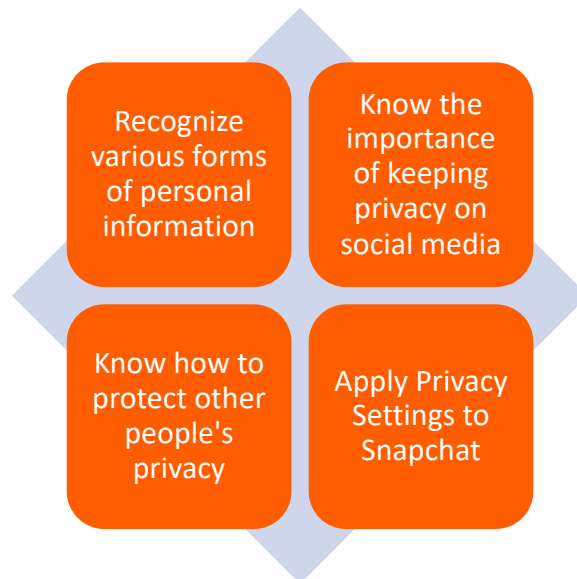 Recognize
various forms
of personal
information
Know the
importance
of keeping
privacy on
social media
Know how to
protect other
people's
privacy
Apply Privacy
Settings to
Snapchat